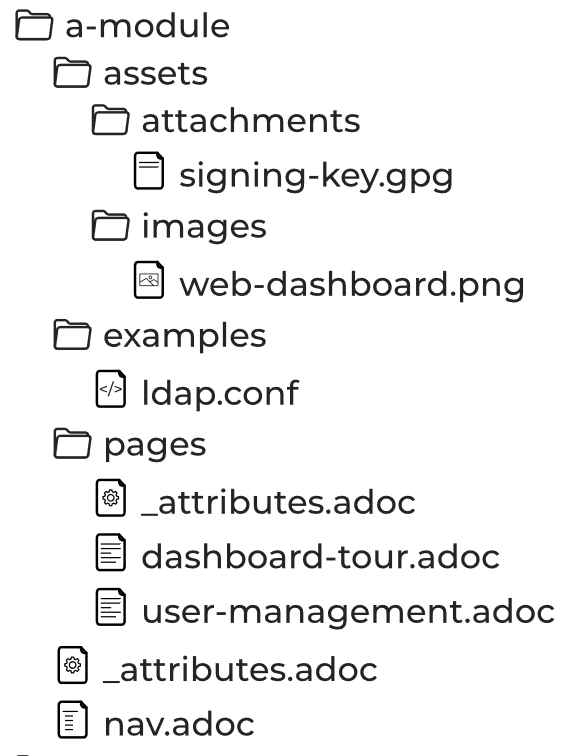 a-module
assets
attachments
signing-key.gpg
images
web-dashboard.png
examples
</>
ldap.conf
pages
_attributes.adoc
dashboard-tour.adoc
user-management.adoc
_attributes.adoc
nav.adoc